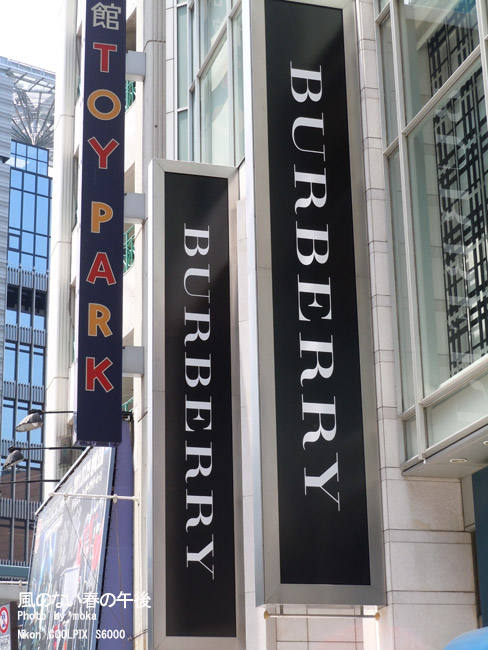 館 TOY PARK
BURBERRY
BURBERRY
風のない春の午後
Photo by moka
Nikon COOLPIX S6000